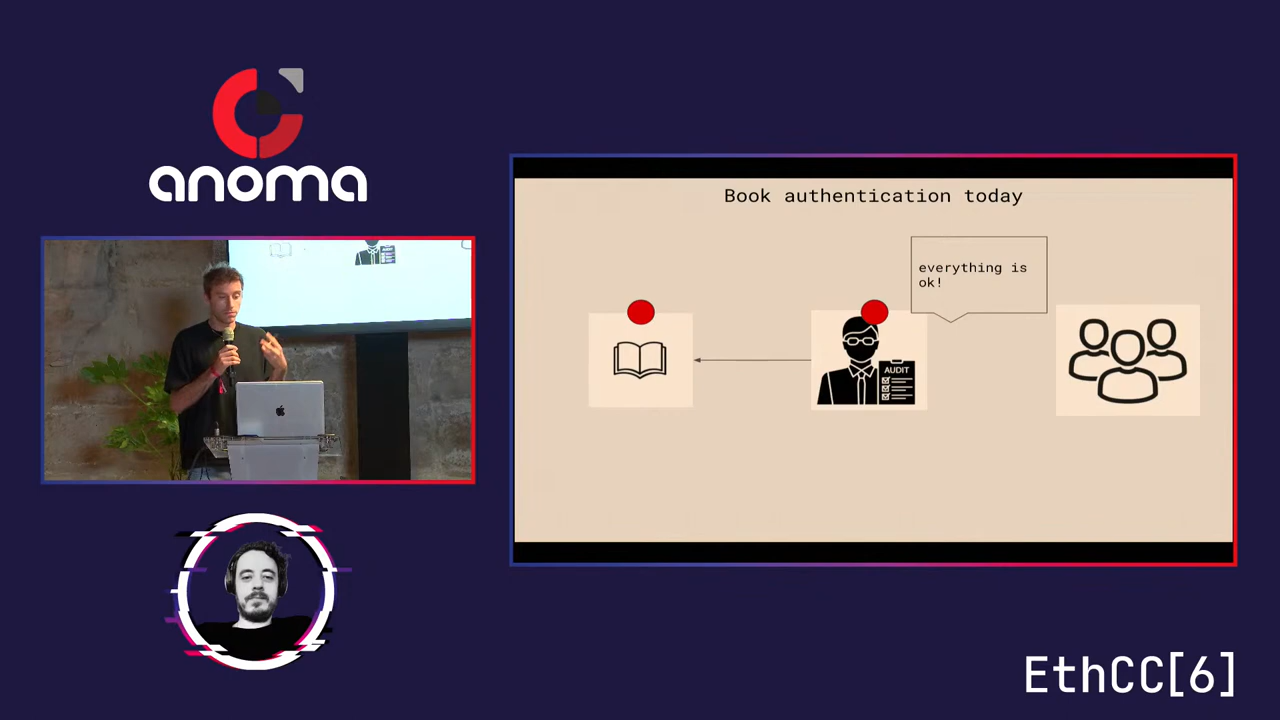 anoma
Book authentication today
everything is
ok!
AUDIT
EthCC[6]